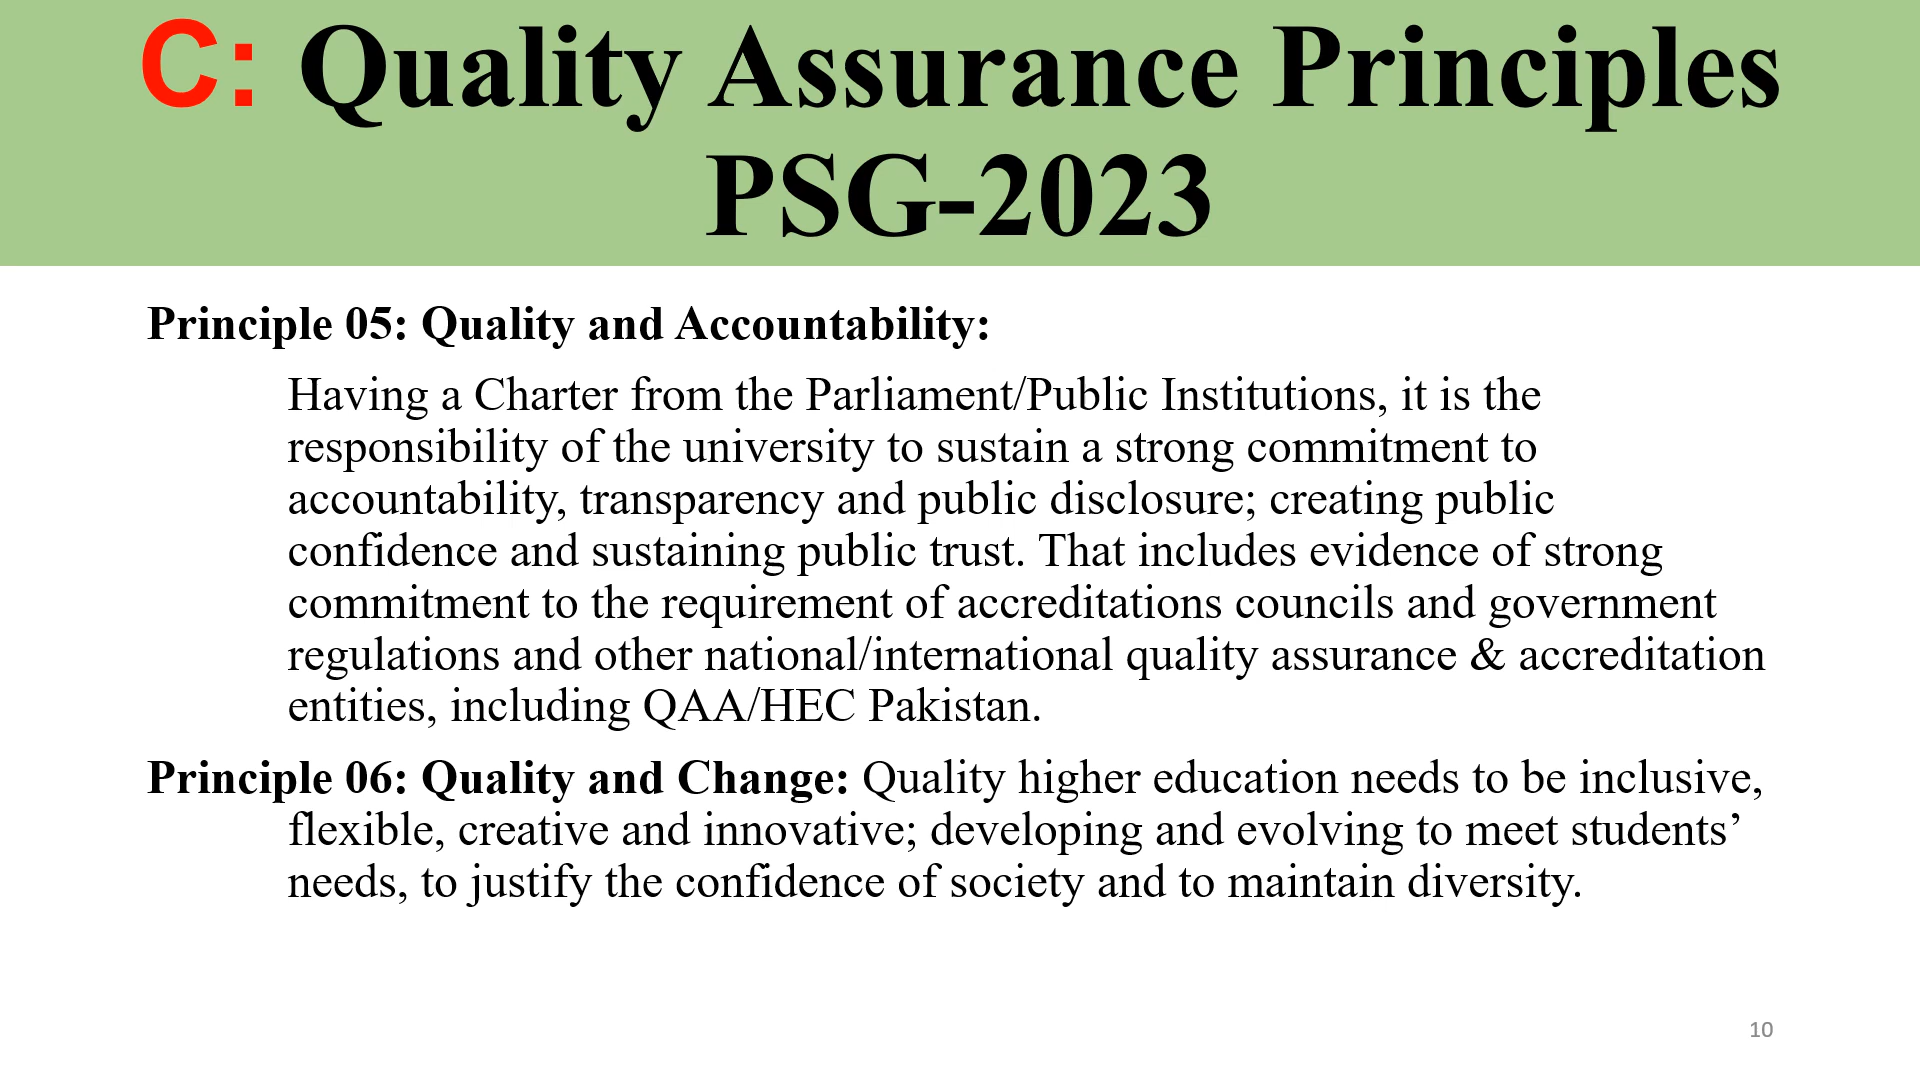 C: Quality Assurance Principles
PSG-2023
Principle 05: Quality and Accountability:
Having a Charter from the Parliament/Public Institutions, it is the
responsibility of the university to sustain a strong commitment to
accountability, transparency and public disclosure; creating public
confidence and sustaining public trust. That includes evidence of strong
commitment to the requirement of accreditations councils and government
regulations and other national/international quality assurance & accreditation
entities, including QAA/HEC Pakistan.
Principle 06: Quality and Change: Quality higher education needs to be inclusive,
flexible, creative and innovative; developing and evolving to meet students’
needs, to justify the confidence of society and to maintain diversity.
10